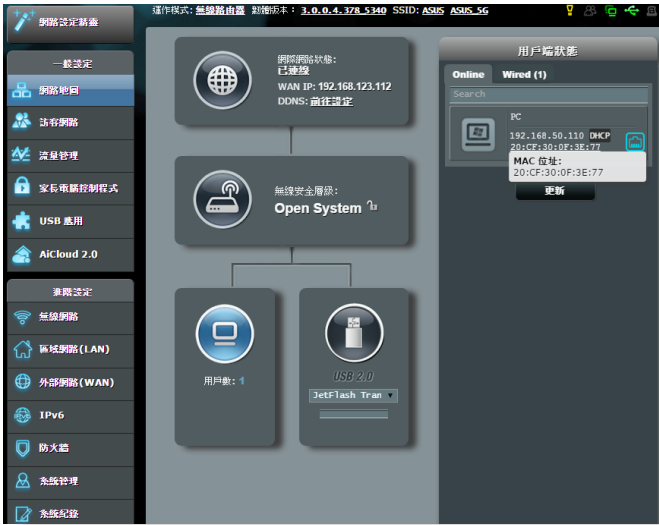 運作模式: 無線路由器 韌體版本: 3.0.0.4.378_5340 SSID: ASUS ASUS_5G
網路設定精靈
一般設定
網路地圖
訪客網路
流量管理
家長電腦控制程式
USB 應用
AiCloud 2.0
進階設定
無線網路
區域網路(LAN)
外部網路(WAN)
IPv6
防火牆
系統管理
系統紀錄
網際網路狀態:
已連線
WAN IP: 192.168.123.112
DDNS: 前往設定
無線安全層級:
Open System
用戶數: 1
USB 2.0
JetFlash Tran
用戶端狀態
Online Wired (1)
Search
PC
192.168.50.110 DHCP
20:CF:30:0F:3E:77
MAC 位址:
20:CF:30:0F:3E:77
更新